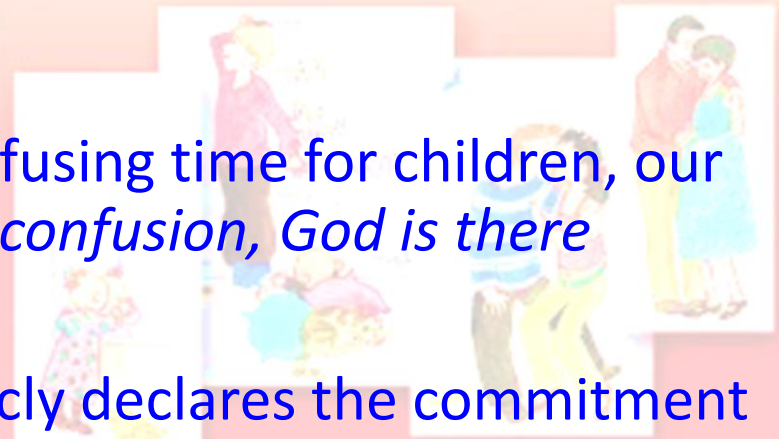 fusing time for children, our
confusion, God is there
cly declares the commitment